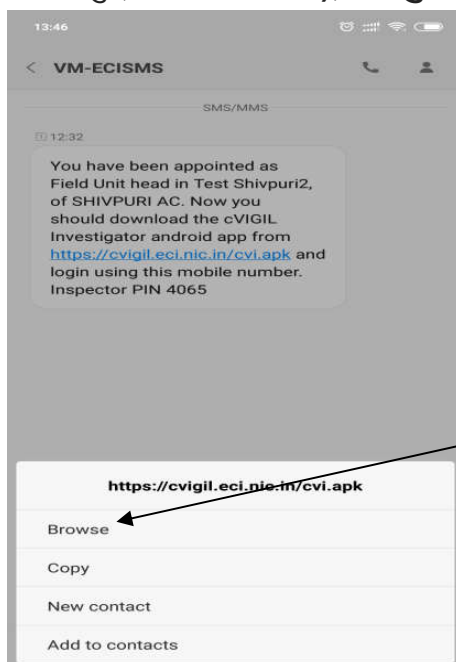 13:46
VM-ECISMS
SMS/MMS
12:32
You have been appointed as
Field Unit head in Test Shivpuri2,
of SHIVPURI AC. Now you
should download the cVIGIL
Investigator android app from
https://cvigil.eci.nic.in/cvi.apk and
login using this mobile number.
Inspector PIN 4065
https://cvigil.eci.nic.in/cvi.apk
Browse
Copy
New contact
Add to contacts